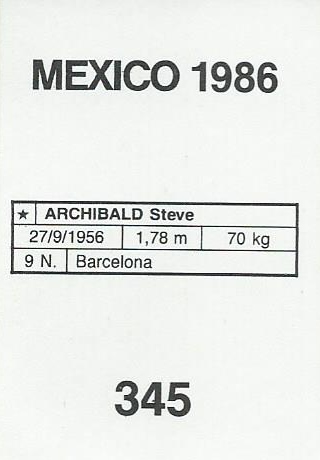 MEXICO 1986
★ ARCHIBALD Steve
27/9/1956 1,78 m 70 kg
9 N. Barcelona
345